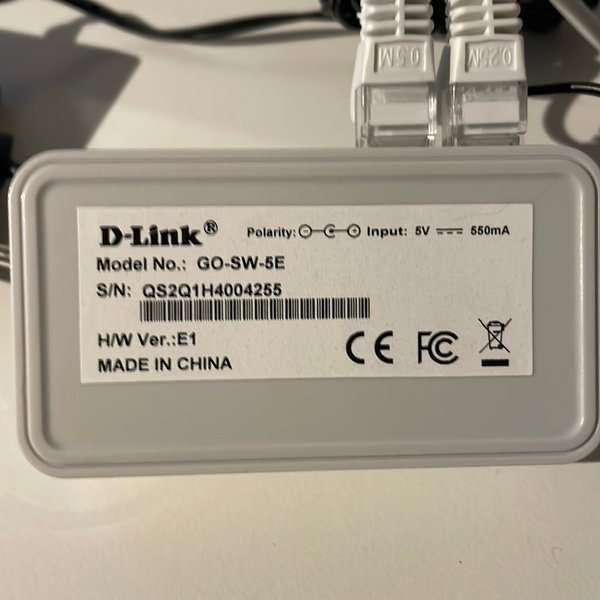 0.5M 0.25M
D-Link® Polarity: Input: 5V 550mA
Model No.: GO-SW-5E
S/N: QS2Q1H4004255
H/W Ver.:E1
MADE IN CHINA
CE FC